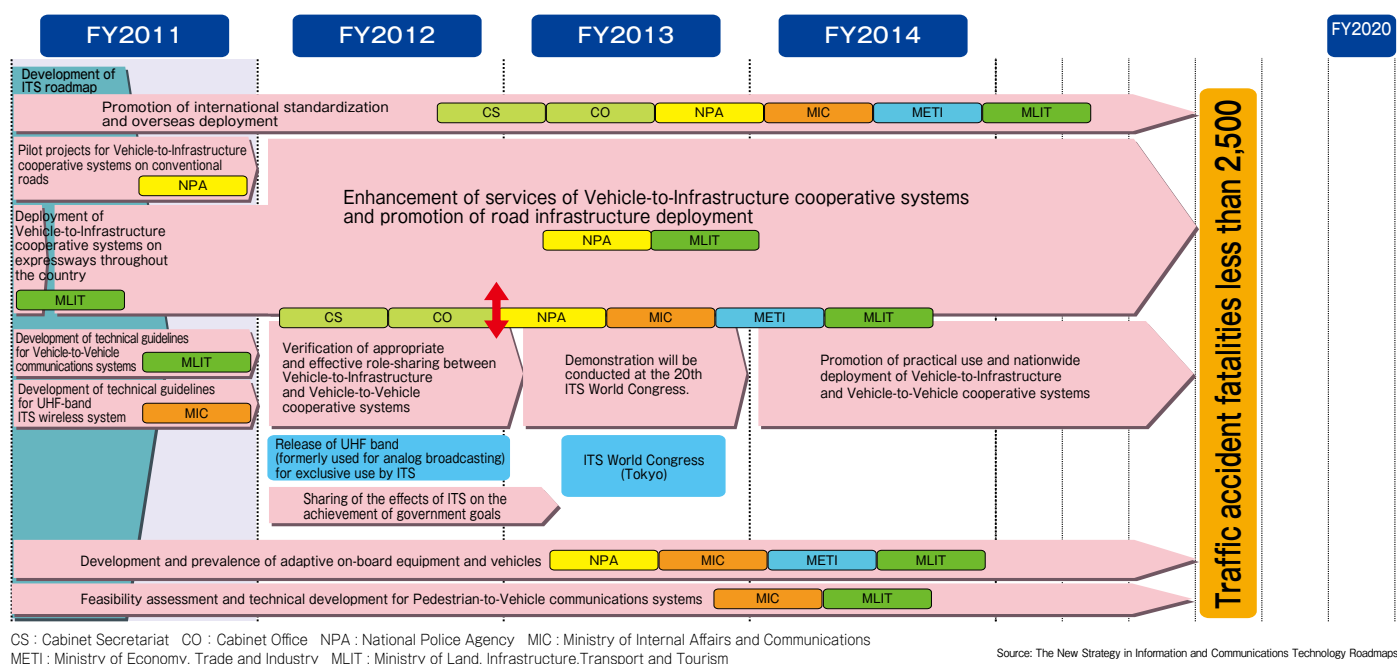 FY2011
FY2012
FY2013
FY2014
FY2020
Development of
ITS roadmap
Promotion of international standardization
and overseas deployment
CS
CO
NPA
MIC
METI
MLIT
Pilot projects for Vehicle-to-Infrastructure
cooperative systems on conventional
roads
NPA
Enhancement of services of Vehicle-to-Infrastructure cooperative systems
and promotion of road infrastructure deployment
NPA
MLIT
Deployment of
Vehicle-to-Infrastructure
cooperative systems on
expressways throughout
the country
MLIT
CS
CO
NPA
MIC
METI
MLIT
Development of technical guidelines
for Vehicle-to-Vehicle
communications systems
MLIT
Development of technical guidelines
for UHF-band
ITS wireless system
MIC
Verification of appropriate
and effective role-sharing between
Vehicle-to-Infrastructure
and Vehicle-to-Vehicle
cooperative systems
Demonstration will be
conducted at the 20th
ITS World Congress.
Promotion of practical use and nationwide
deployment of Vehicle-to-Infrastructure
and Vehicle-to-Vehicle cooperative systems
Release of UHF band
(formerly used for analog broadcasting)
for exclusive use by ITS
ITS World Congress
(Tokyo)
Sharing of the effects of ITS on the
achievement of government goals
Development and prevalence of adaptive on-board equipment and vehicles
NPA
MIC
METI
MLIT
Feasibility assessment and technical development for Pedestrian-to-Vehicle communications systems
MIC
MLIT
Traffic accident fatalities less than 2,500
CS : Cabinet Secretariat CO : Cabinet Office NPA : National Police Agency MIC : Ministry of Internal Affairs and Communications
METI : Ministry of Economy, Trade and Industry MLIT : Ministry of Land, Infrastructure,Transport and Tourism
Source: The New Strategy in Information and Communications Technology Roadmaps